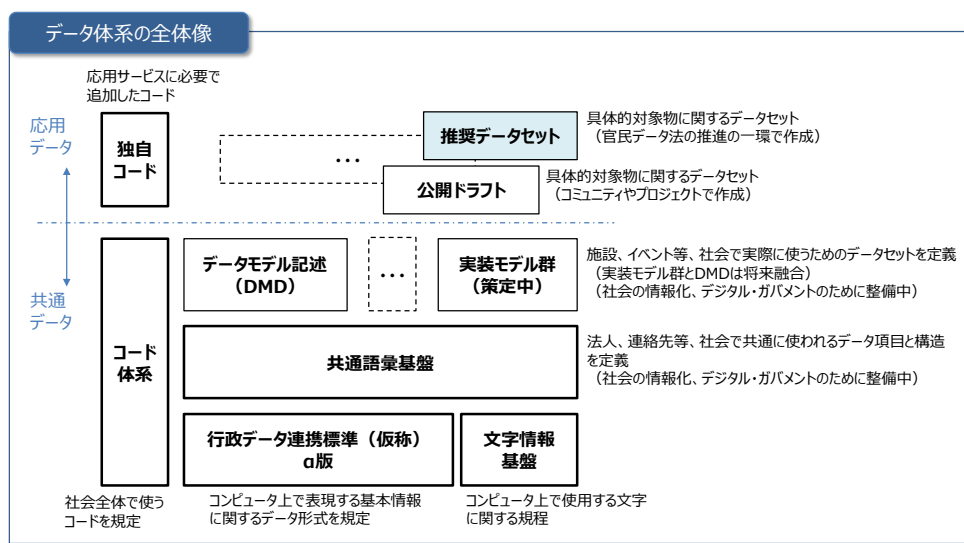 データ体系の全体像
応用サービスに必要で
追加したコード
応用
データ
独自
コード
・・・
推奨データセット
具体的対象物に関するデータセット
（官民データ法の推進の一環で作成）
公開ドラフト
具体的対象物に関するデータセット
（コミュニティやプロジェクトで作成）
共通
データ
コード
体系
データモデル記述
（DMD）
・・・
実装モデル群
（策定中）
施設、イベント等、社会で実際に使うためのデータセットを定義
（実装モデル群とDMDは将来融合）
（社会の情報化、デジタル・ガバメントのために整備中）
共通語彙基盤
法人、連絡先等、社会で共通に使われるデータ項目と構造
を定義
（社会の情報化、デジタル・ガバメントのために整備中）
行政データ連携標準（仮称）
α版
文字情報
基盤
社会全体で使う
コードを規定
コンピュータ上で表現する基本情報
に関するデータ形式を規定
コンピュータ上で使用する文字
に関する規程